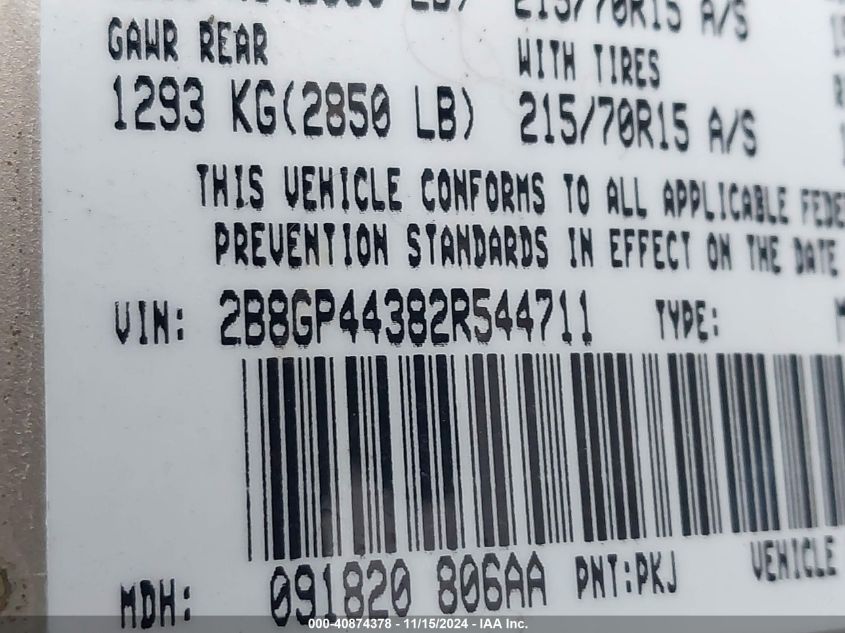 215/70R15 A/S
GAWR REAR WITH TIRES
1293 KG(2850 LB) 215/70R15 A/S
THIS VEHICLE CONFORMS TO ALL APPLICABLE
PREVENTION STANDARDS IN EFFECT ON THE DATE
VIN: 2B8GP44382R544711 TYPE:
MDH: 091820 806AA PNT:PKJ VEHICLE
000-40874378 - 11/15/2024 - IAA Inc.